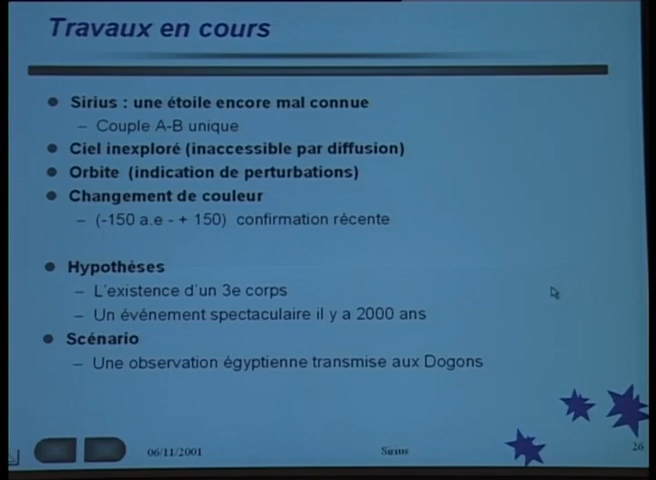 Travaux en cours
Sirius : une étoile encore mal connue
– Couple A-B unique
Ciel inexploré (inaccessible par diffusion)
Orbite (indication de perturbations)
Changement de couleur
– (-150 a.e - + 150) confirmation récente
Hypothèses
– L'existence d'un 3e corps
– Un événement spectaculaire il y a 2000 ans
Scénario
– Une observation égyptienne transmise aux Dogons
06/11/2001
Sirius
26